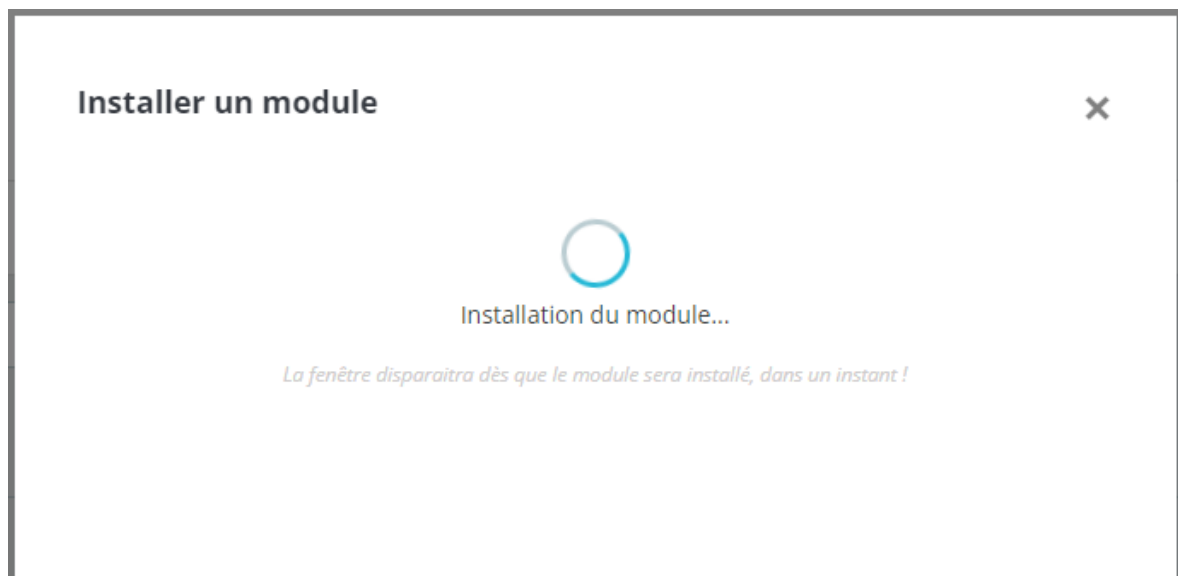 Installer un module
Installation du module...
La fenêtre disparaitra dès que le module sera installé, dans un instant !